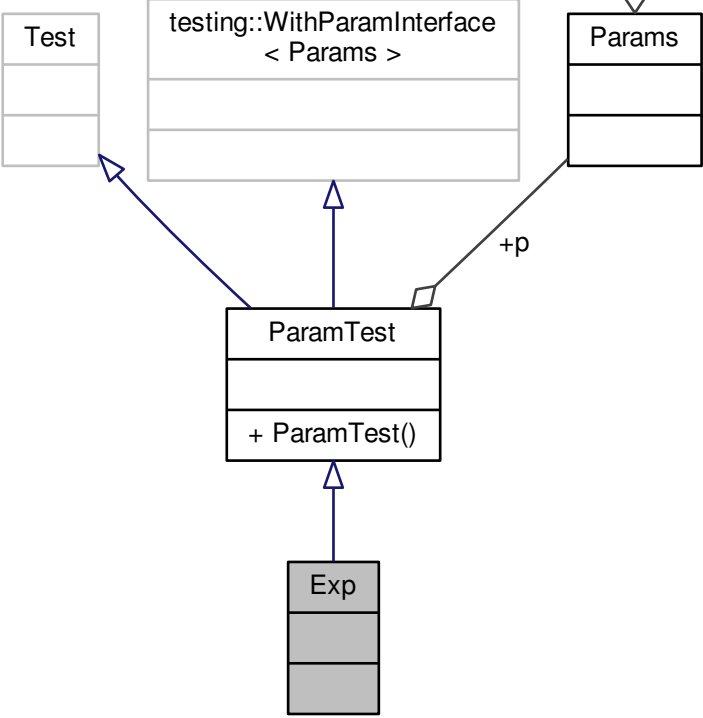 Test
testing::WithParamInterface
< Params >
Params
+p
ParamTest
+ ParamTest()
Exp